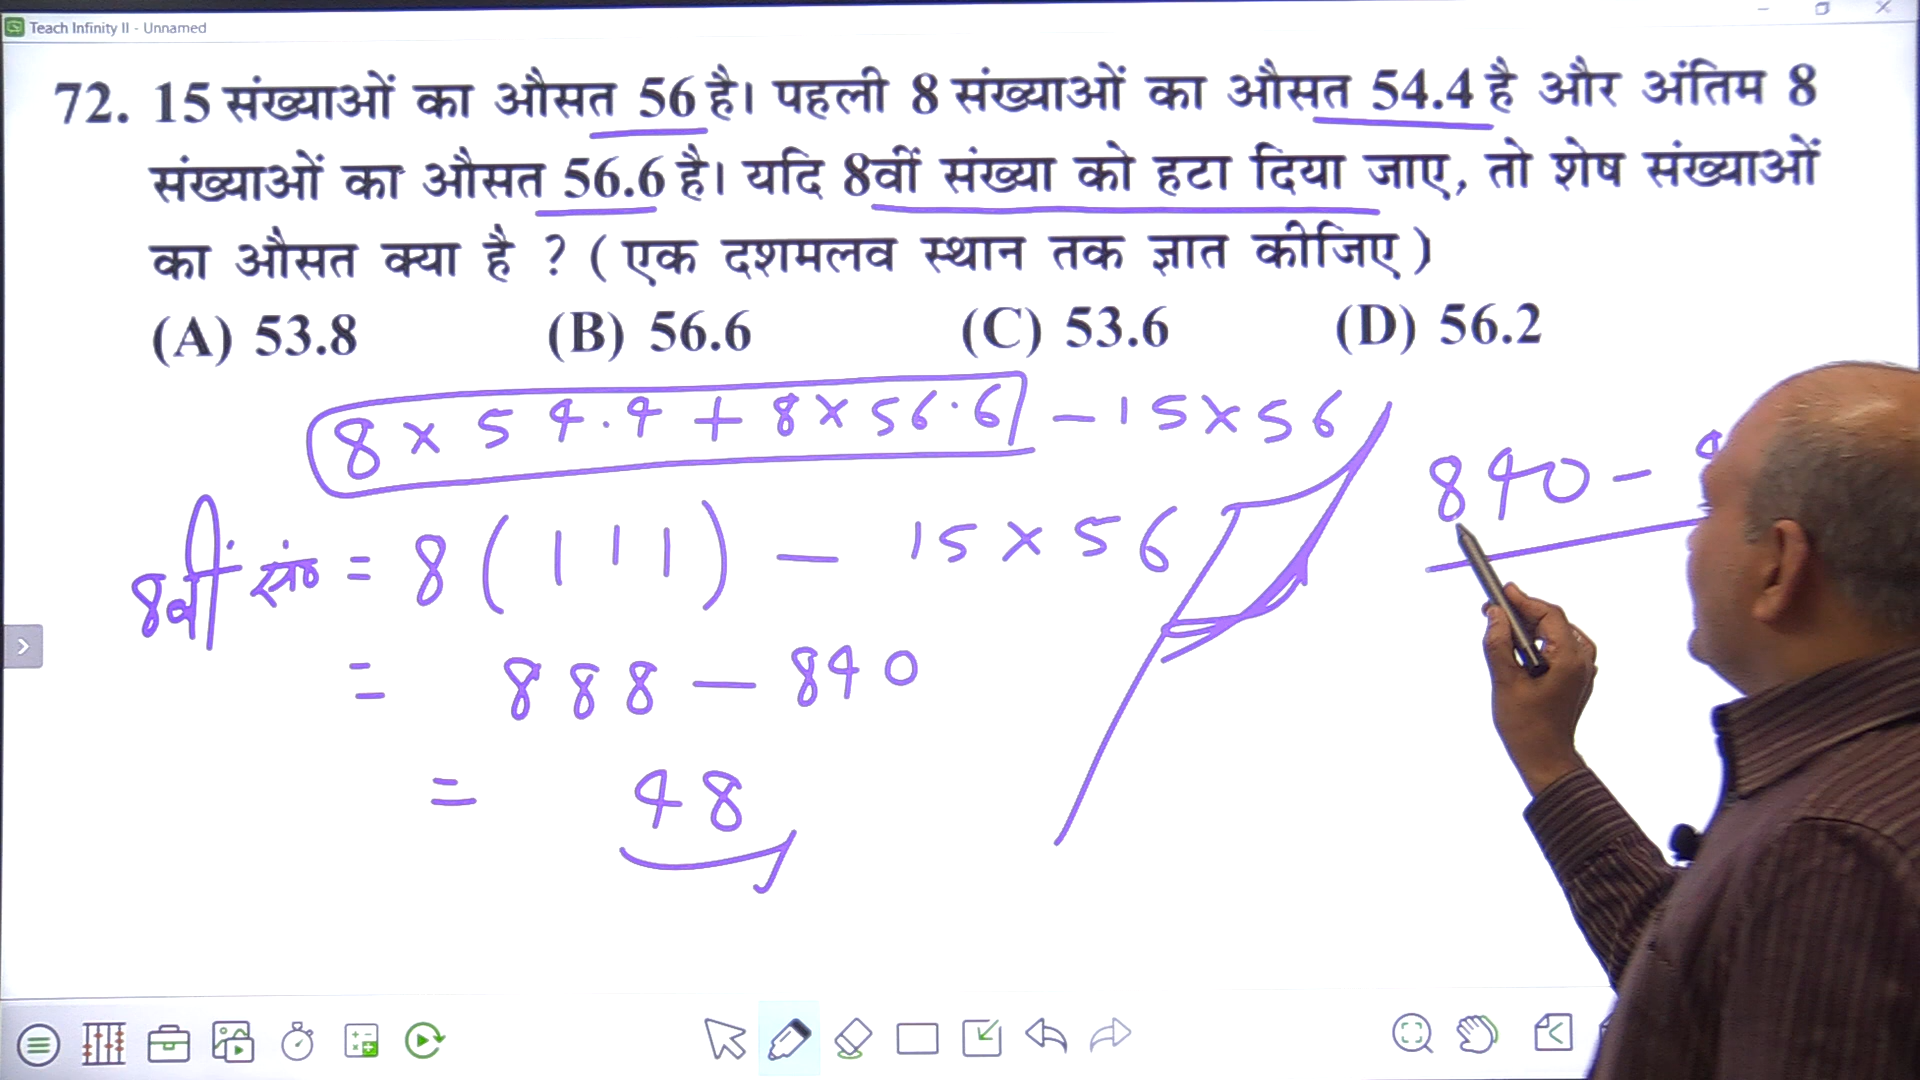 Teach Infinity II - Unnamed
72. 15 संख्याओं का औसत 56 है। पहली 8 संख्याओं का औसत 54.4 है और अंतिम 8
संख्याओं का औसत 56.6 है। यदि 8वीं संख्या को हटा दिया जाए, तो शेष संख्याओं
का औसत क्या है ? ( एक दशमलव स्थान तक ज्ञात कीजिए )
(A) 53.8 (B) 56.6 (C) 53.6 (D) 56.2
8 × 54.4 + 8 × 56.6 - 15 × 56
8वीं सं० = 8 ( 111 ) - 15 × 56
= 888 - 840
= 48
840 -